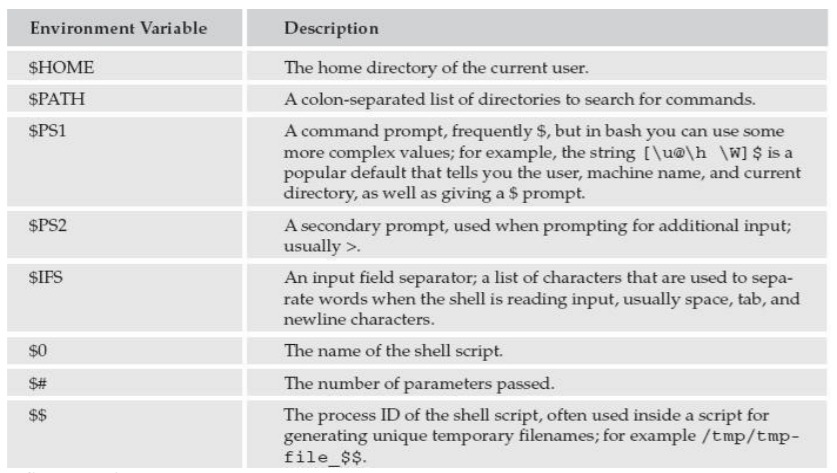 Environment Variable Description
$HOME The home directory of the current user.
$PATH A colon-separated list of directories to search for commands.
$PS1 A command prompt, frequently $, but in bash you can use some
more complex values; for example, the string [\u@\h \W]$ is a
popular default that tells you the user, machine name, and current
directory, as well as giving a $ prompt.
$PS2 A secondary prompt, used when prompting for additional input;
usually >.
$IFS An input field separator; a list of characters that are used to sepa-
rate words when the shell is reading input, usually space, tab, and
newline characters.
$0 The name of the shell script.
$# The number of parameters passed.
$$ The process ID of the shell script, often used inside a script for
generating unique temporary filenames; for example /tmp/tmp-
file_$$.